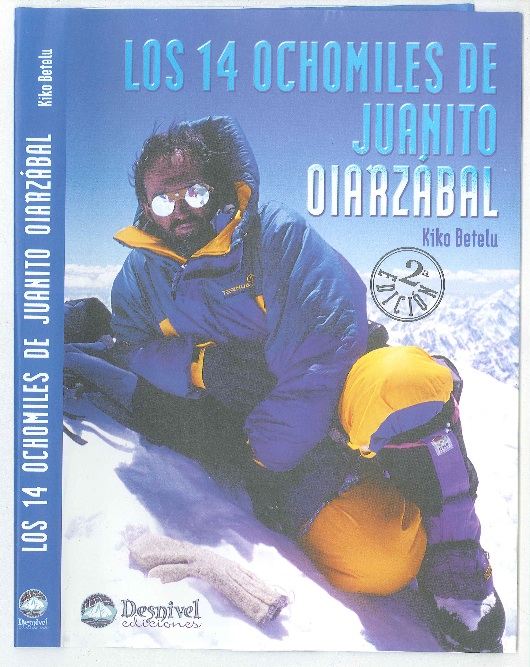 LOS 14 OCHOMILES DE JUANITO OIARZÁBAL
Kiko Betelu
Desnivel
LOS 14 OCHOMILES DE
JUANITO
OIARZÁBAL
Kiko Betelu
2ª
EDICIÓN
Desnivel
ediciones